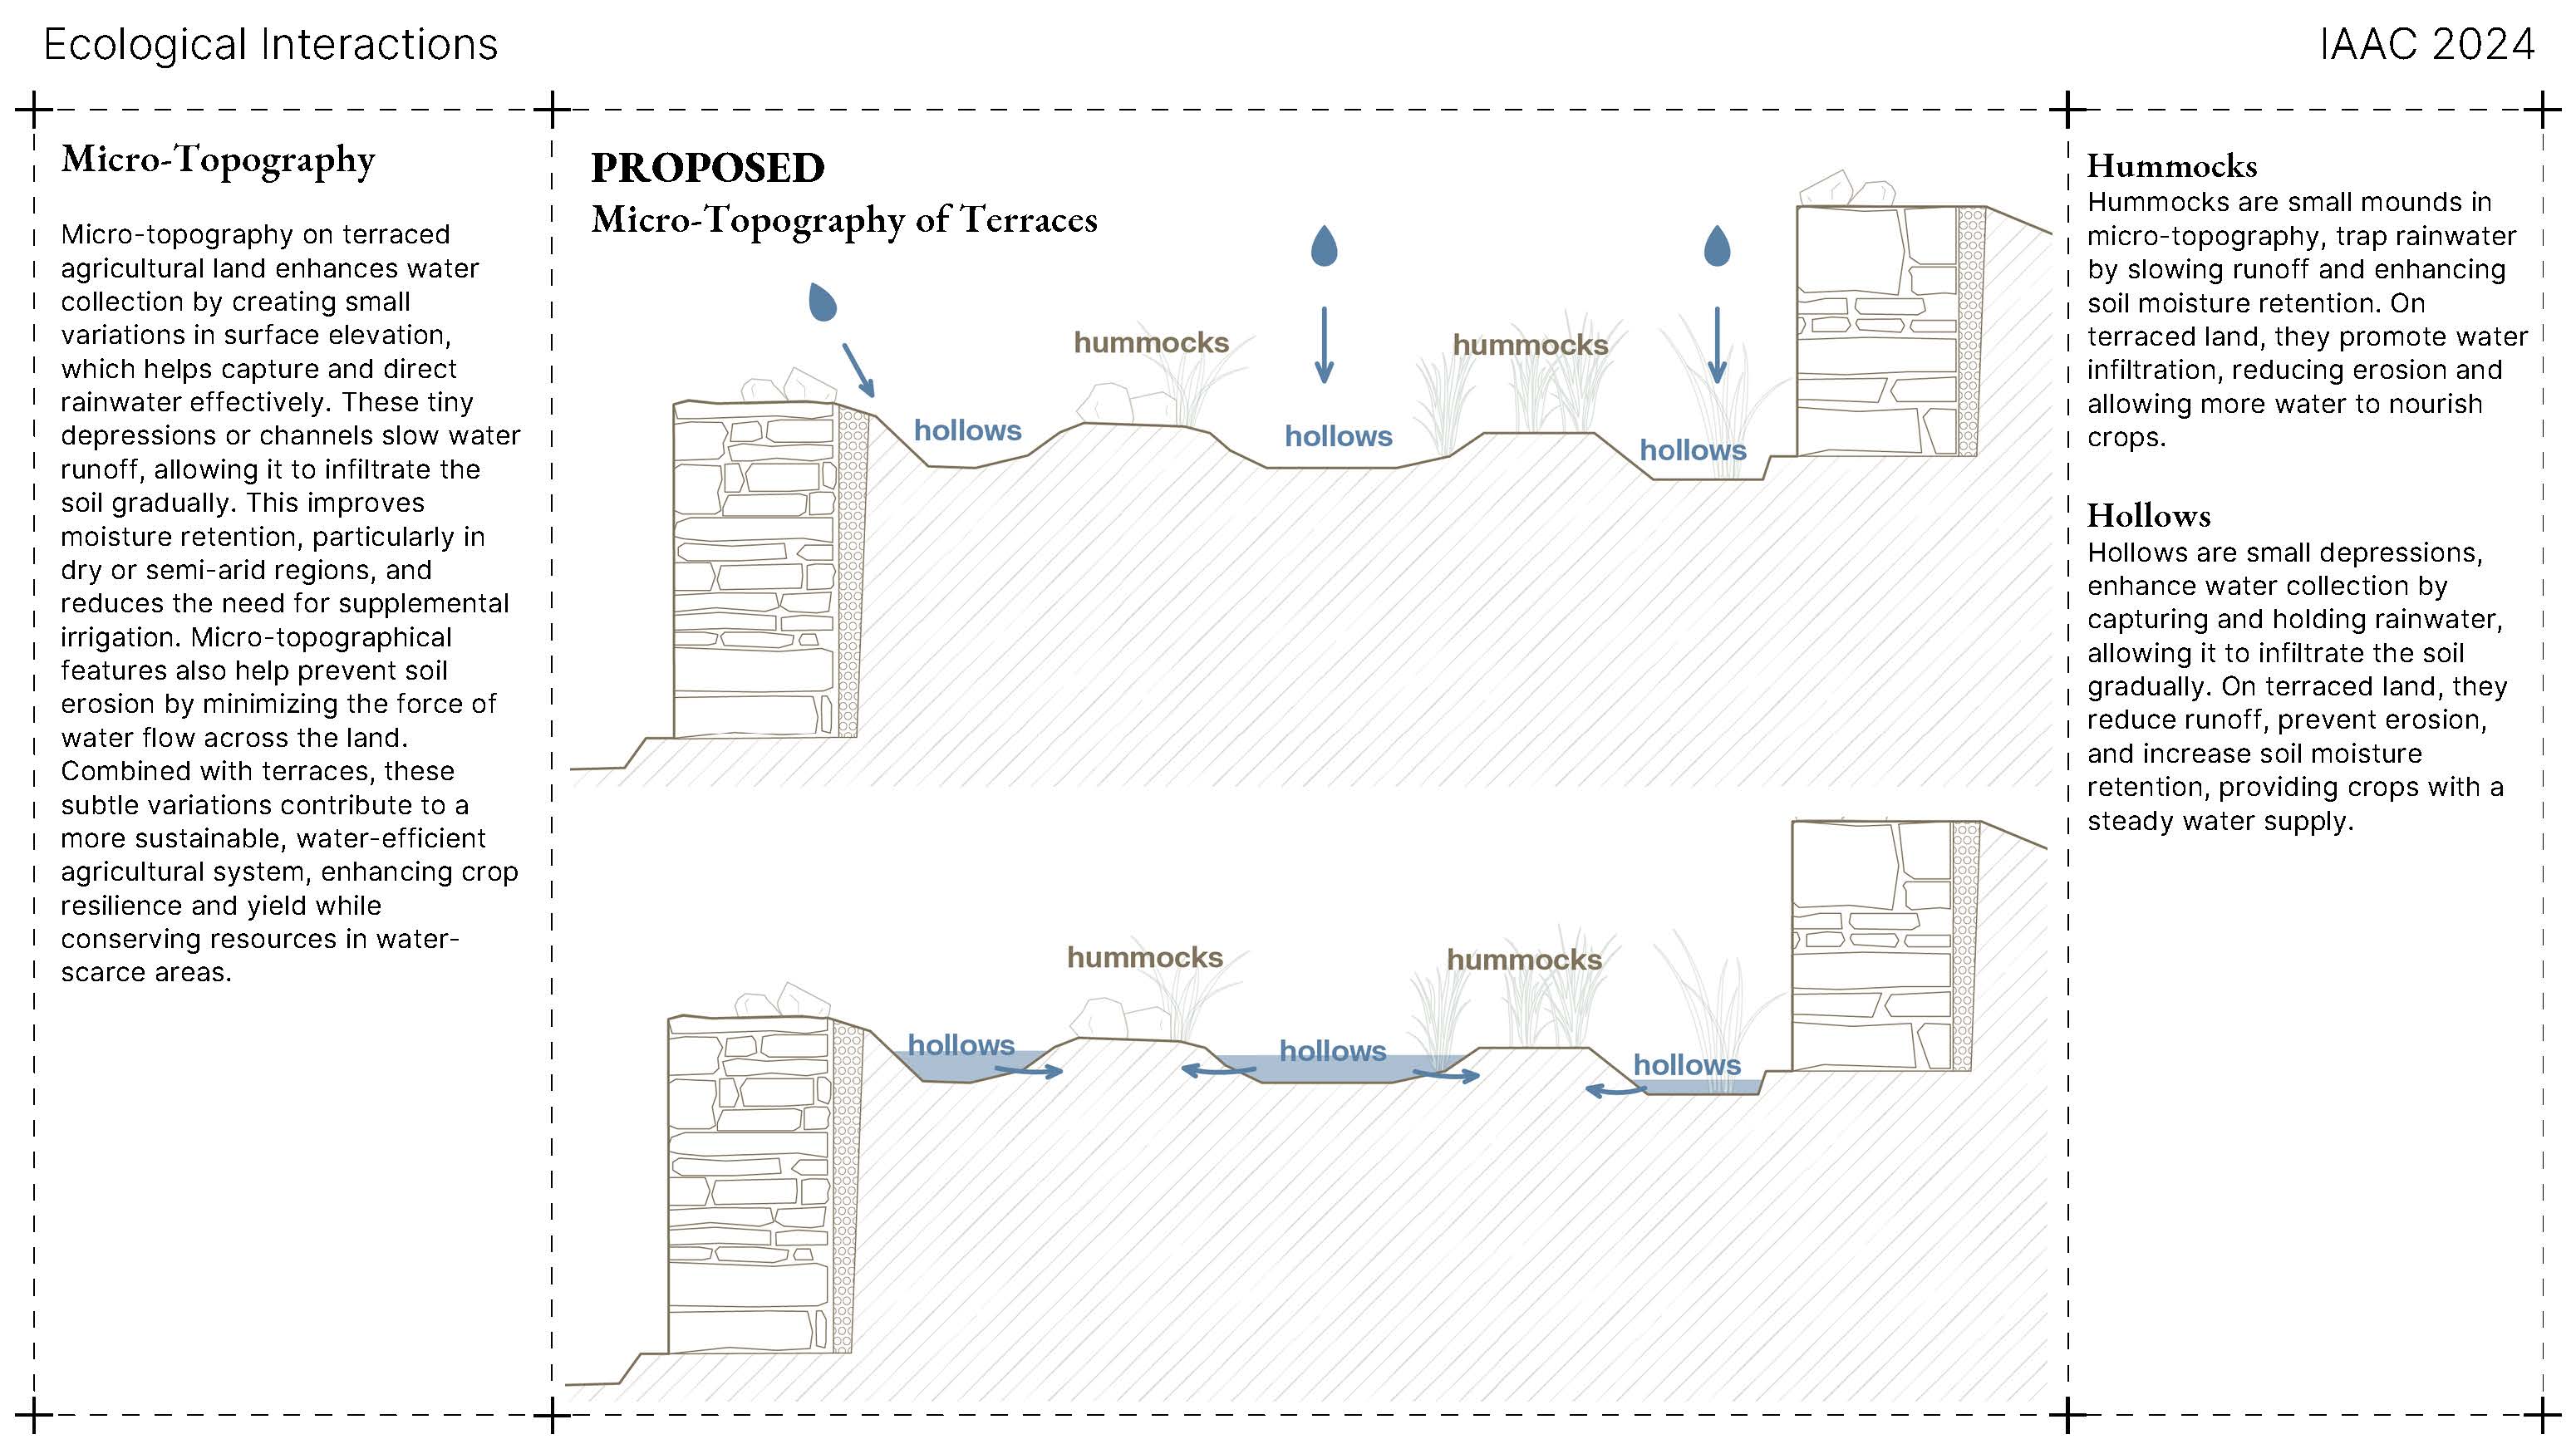 Ecological Interactions
IAAC 2024
Micro-Topography
Micro-topography on terraced
agricultural land enhances water
collection by creating small
variations in surface elevation,
which helps capture and direct
rainwater effectively. These tiny
depressions or channels slow water
runoff, allowing it to infiltrate the
soil gradually. This improves
moisture retention, particularly in
dry or semi-arid regions, and
reduces the need for supplemental
irrigation. Micro-topographical
features also help prevent soil
erosion by minimizing the force of
water flow across the land.
Combined with terraces, these
subtle variations contribute to a
more sustainable, water-efficient
agricultural system, enhancing crop
resilience and yield while
conserving resources in water-
scarce areas.
PROPOSED
Micro-Topography of Terraces
hummocks
hummocks
hollows
hollows
hollows
hummocks
hummocks
hollows
hollows
hollows
Hummocks
Hummocks are small mounds in
micro-topography, trap rainwater
by slowing runoff and enhancing
soil moisture retention. On
terraced land, they promote water
infiltration, reducing erosion and
allowing more water to nourish
crops.
Hollows
Hollows are small depressions,
enhance water collection by
capturing and holding rainwater,
allowing it to infiltrate the soil
gradually. On terraced land, they
reduce runoff, prevent erosion,
and increase soil moisture
retention, providing crops with a
steady water supply.